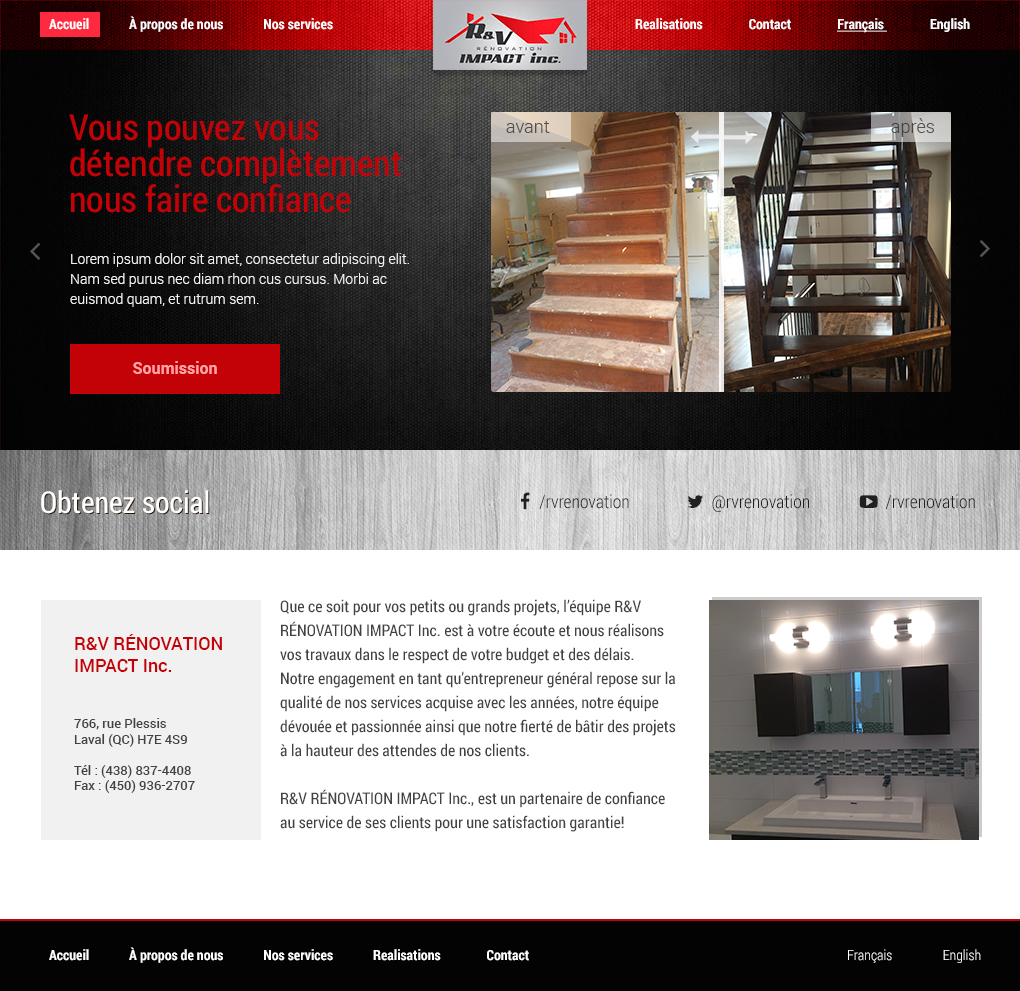 Accueil
À propos de nous
Nos services
R&V
RÉNOVATION
IMPACT inc.
Realisations
Contact
Français
English
Vous pouvez vous
détendre complètement
nous faire confiance
Lorem ipsum dolor sit amet, consectetur adipiscing elit.
Nam sed purus nec diam rhon cus cursus. Morbi ac
euismod quam, et rutrum sem.
Soumission
avant
après
Obtenez social
/rvrenovation
@rvrenovation
/rvrenovation
R&V RÉNOVATION
IMPACT Inc.
766, rue Plessis
Laval (QC) H7E 4S9
Tél : (438) 837-4408
Fax : (450) 936-2707
Que ce soit pour vos petits ou grands projets, l’équipe R&V
RÉNOVATION IMPACT Inc. est à votre écoute et nous réalisons
vos travaux dans le respect de votre budget et des délais.
Notre engagement en tant qu’entrepreneur général repose sur la
qualité de nos services acquise avec les années, notre équipe
dévouée et passionnée ainsi que notre fierté de bâtir des projets
à la hauteur des attendes de nos clients.
R&V RÉNOVATION IMPACT Inc., est un partenaire de confiance
au service de ses clients pour une satisfaction garantie!
Accueil
À propos de nous
Nos services
Realisations
Contact
Français
English